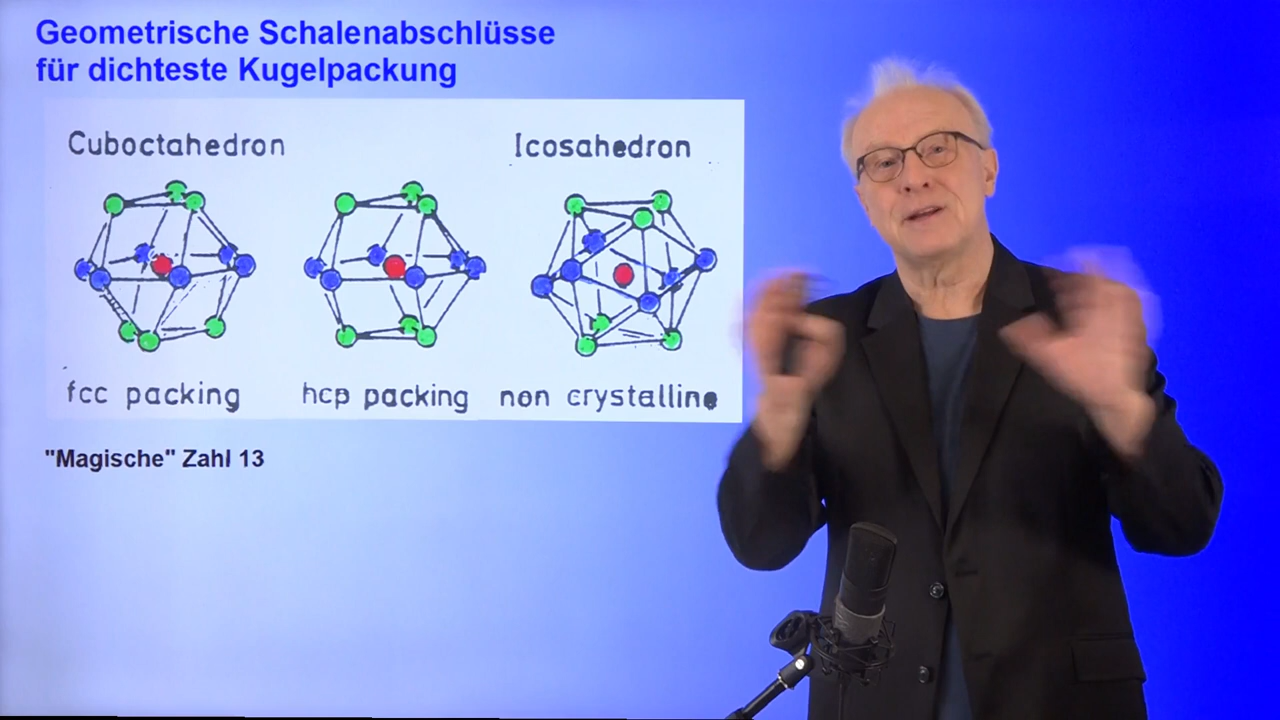 Geometrische Schalenabschlüsse
für dichteste Kugelpackung
Cuboctahedron
Icosahedron
fcc packing
hcp packing
non crystalline
"Magische" Zahl 13